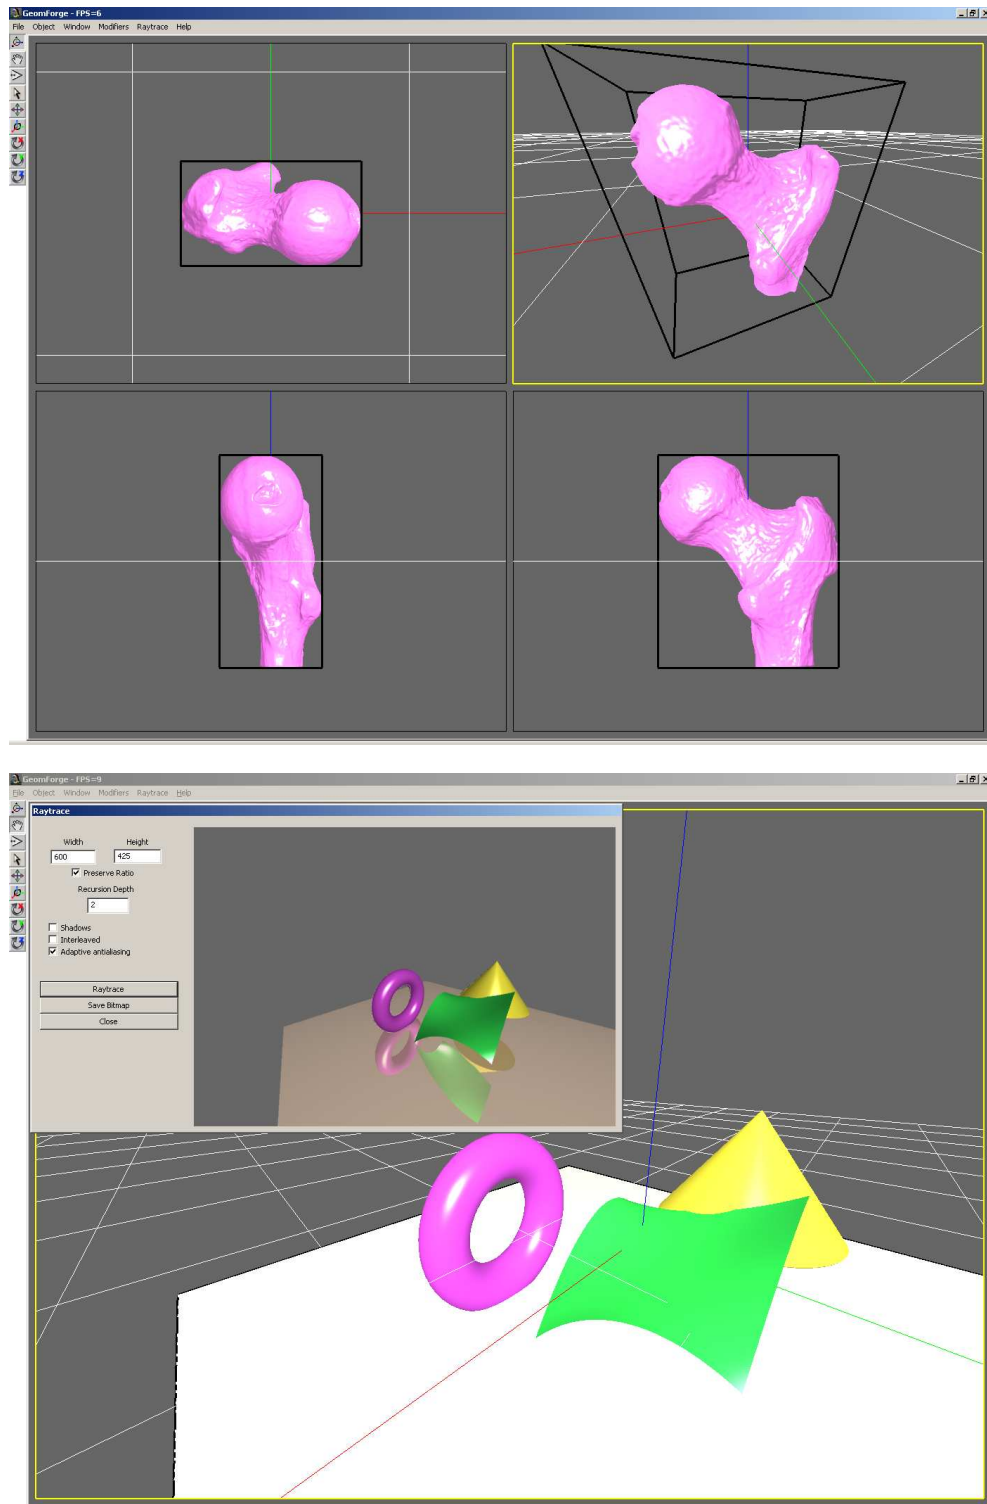 GeomForge - FPS=6
File Object Window Modifiers Raytrace Help
GeomForge - FPS=9
File Object Window Modifiers Raytrace Help
Raytrace
Width Height
600 425
Preserve Ratio
Recursion Depth
2
Shadows
Interleaved
Adaptive antialiasing
Raytrace
Save Bitmap
Close